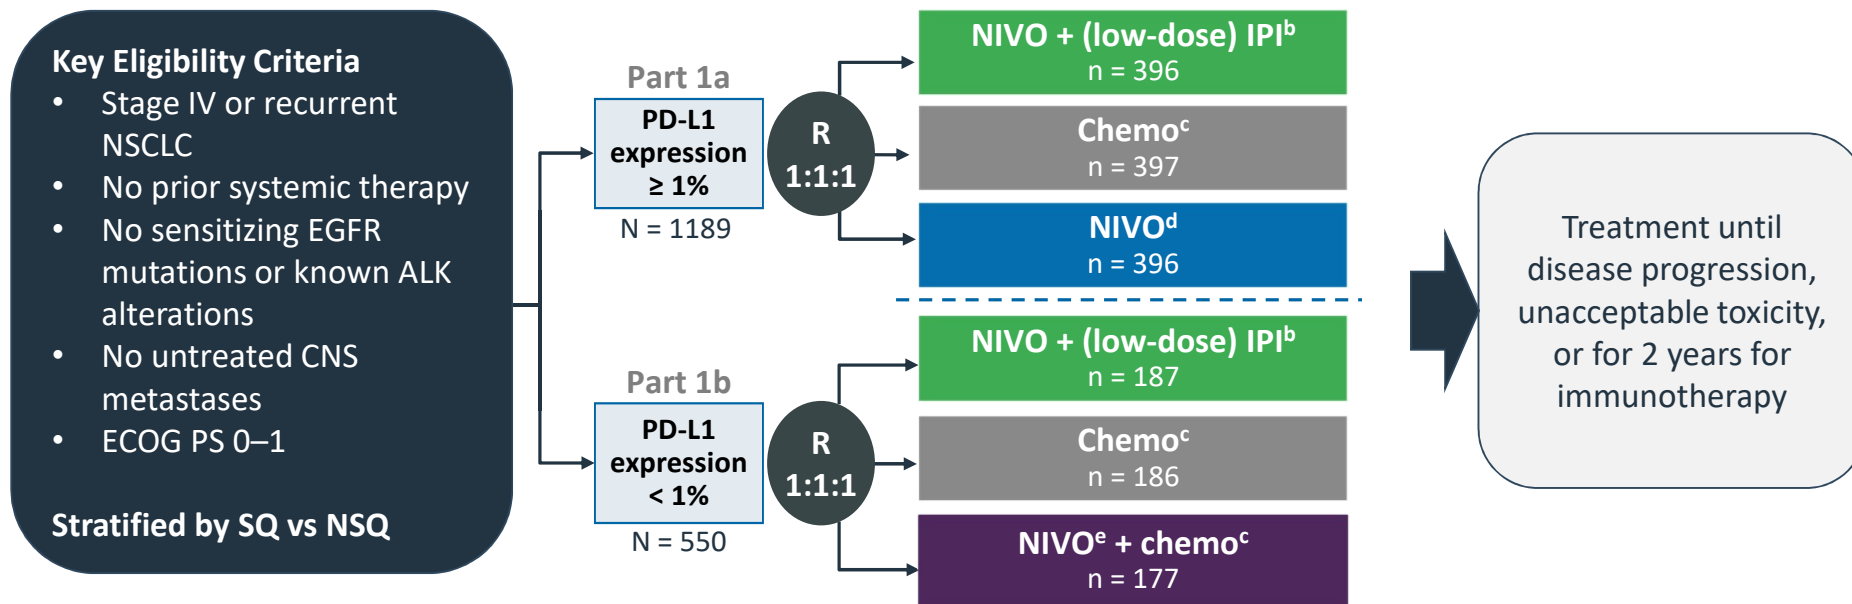 Key Eligibility Criteria
• Stage IV or recurrent
NSCLC
• No prior systemic therapy
• No sensitizing EGFR
mutations or known ALK
alterations
• No untreated CNS
metastases
• ECOG PS 0–1
Stratified by SQ vs NSQ
Part 1a
PD-L1
expression
≥ 1%
N = 1189
R
1:1:1
NIVO + (low-dose) IPIᵇ
n = 396
Chemoᶜ
n = 397
NIVOᵈ
n = 396
Part 1b
PD-L1
expression
< 1%
N = 550
R
1:1:1
NIVO + (low-dose) IPIᵇ
n = 187
Chemoᶜ
n = 186
NIVOᵉ + chemoᶜ
n = 177
Treatment until
disease progression,
unacceptable toxicity,
or for 2 years for
immunotherapy